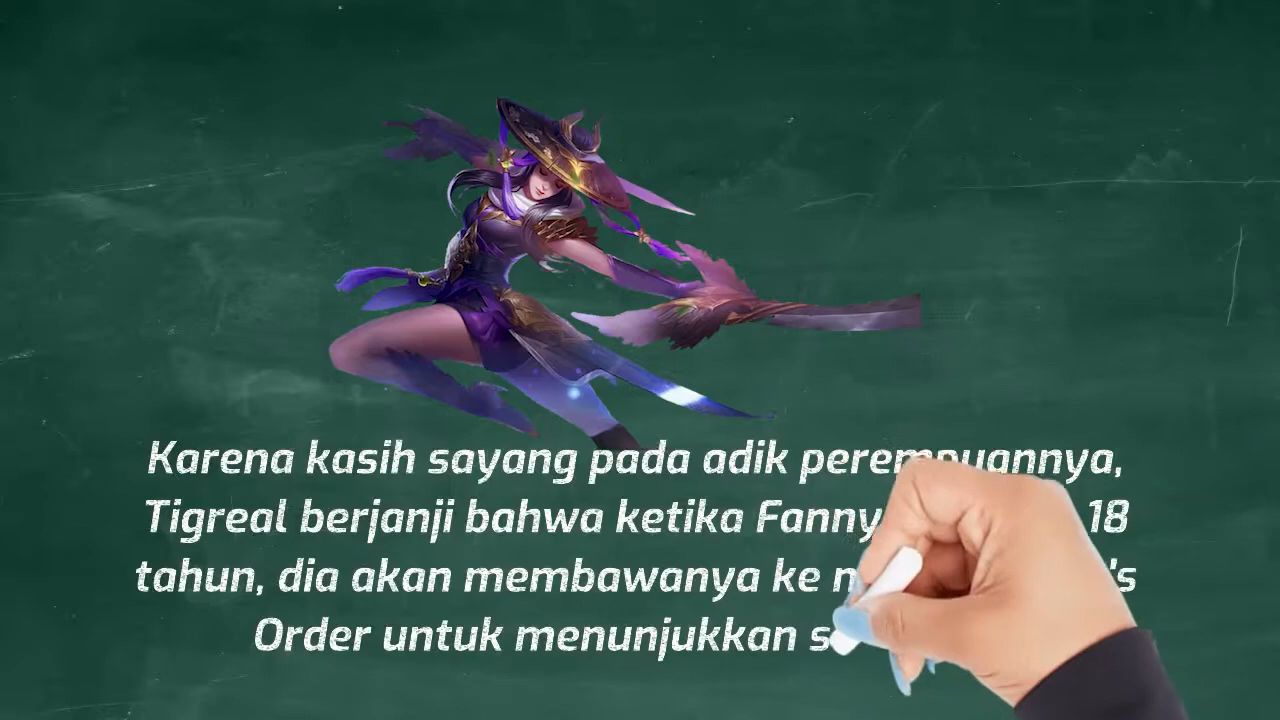 Karena kasih sayang pada adik perempuannya,
Tigreal berjanji bahwa ketika Fanny 18
tahun, dia akan membawanya ke 's
Order untuk menunjukkan